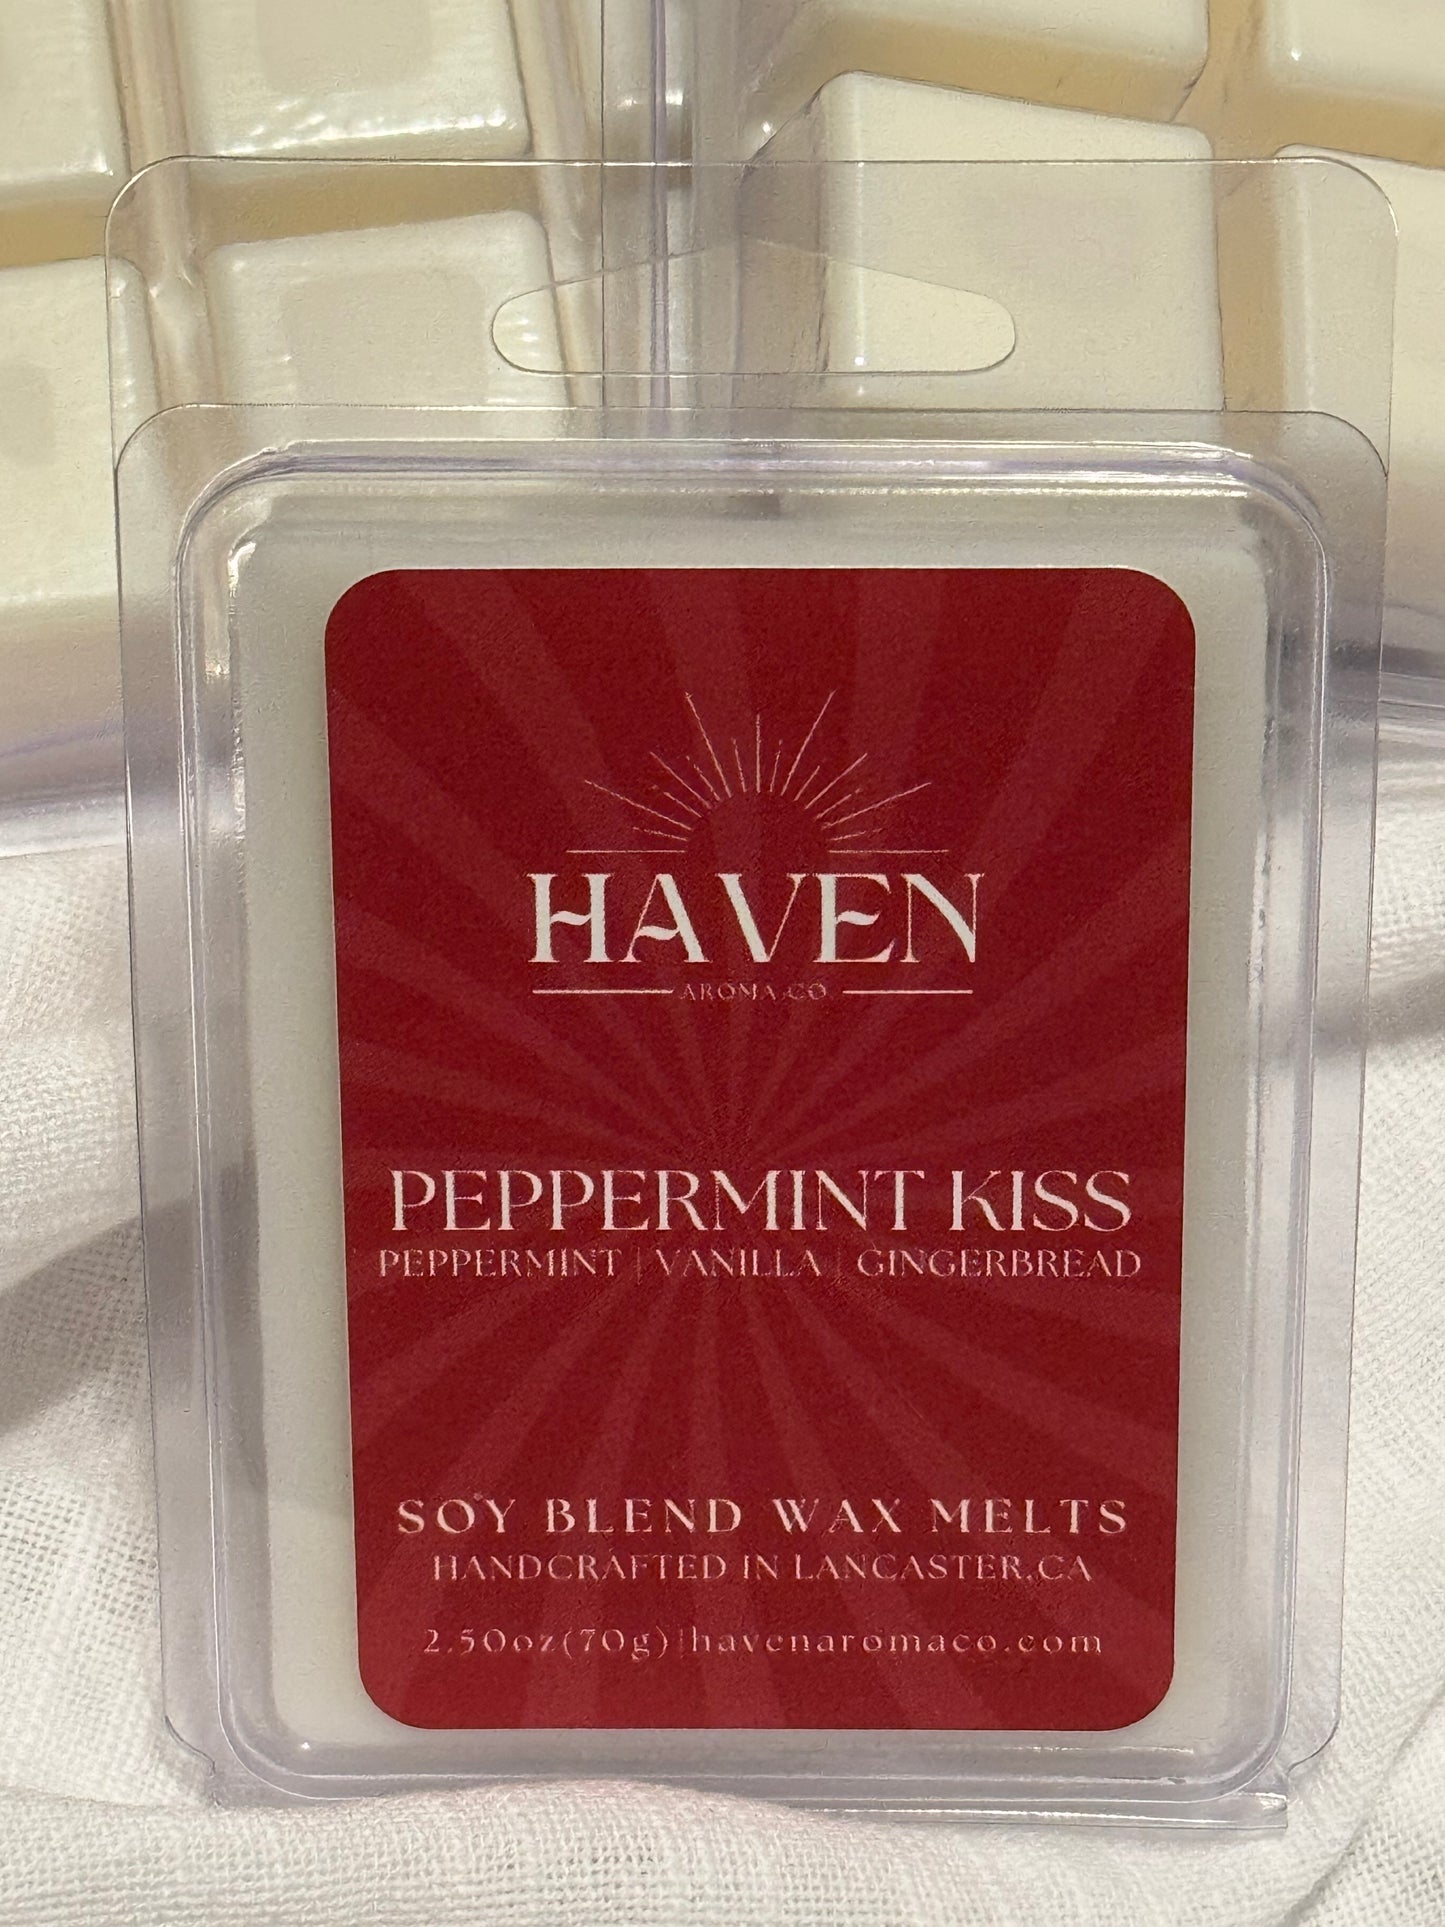 HAVEN
AROMA CO
PEPPERMINT KISS
PEPPERMINT | VANILLA | GINGERBREAD
SOY BLEND WAX MELTS
HANDCRAFTED IN LANCASTER, CA
2.50oz(70g)|havenaromaco.com